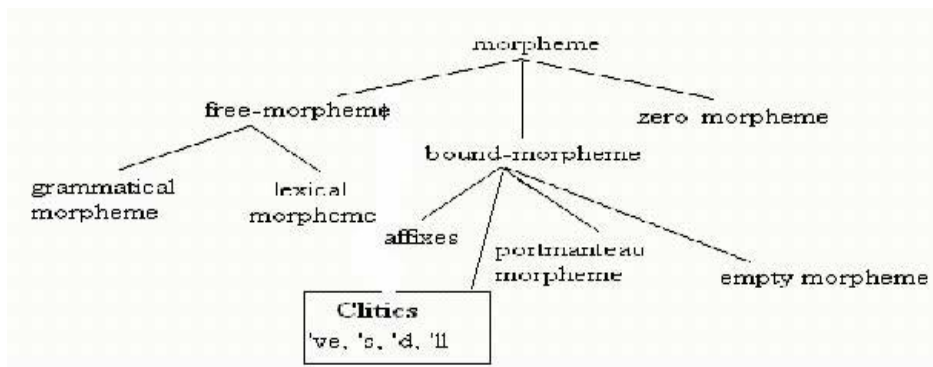 morpheme
free-morpheme
zero morpheme
bound-morpheme
grammatical
morpheme
lexical
morpheme
affixes
portmanteau
morpheme
empty morpheme
Clitics
've, 's, 'd, 'll